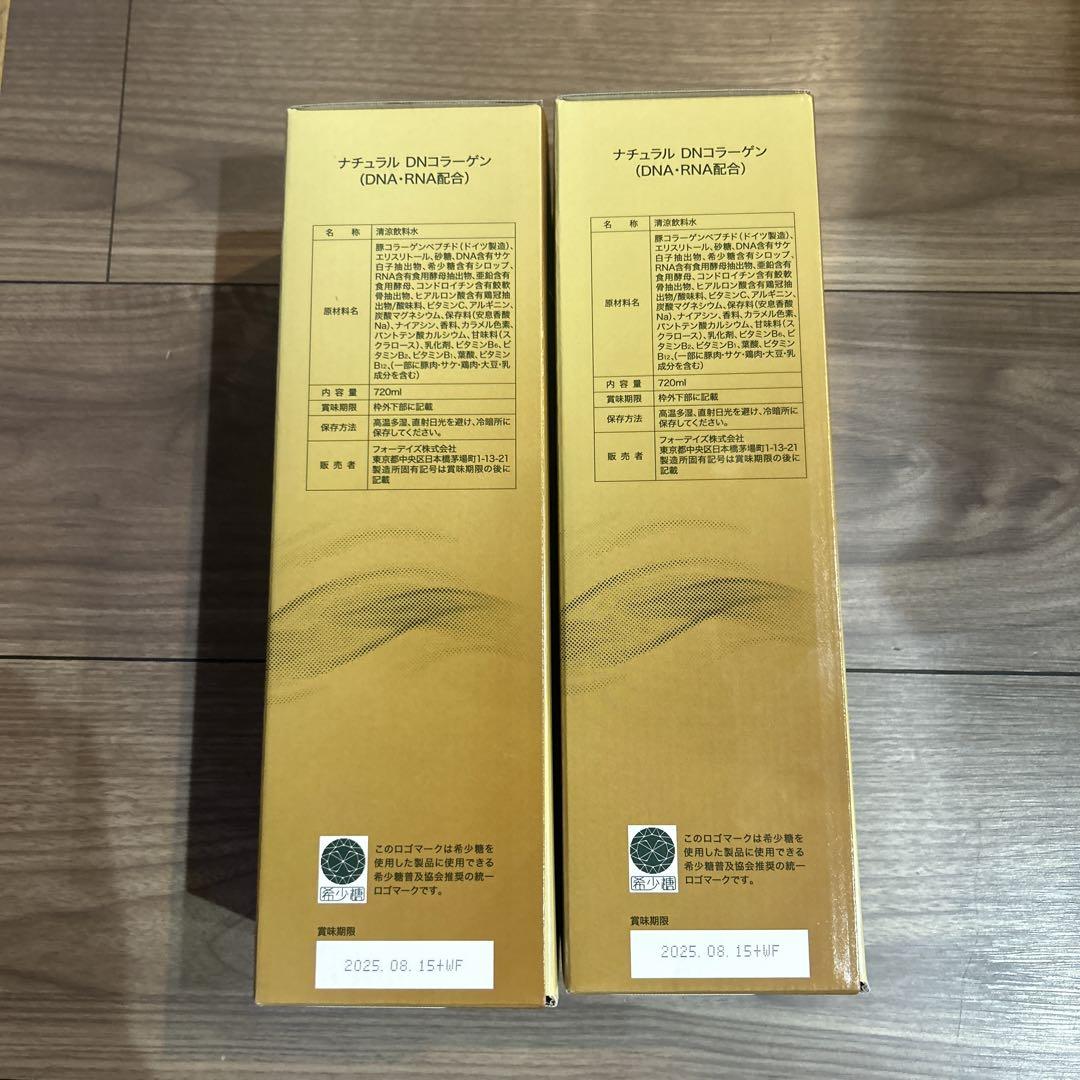 ナチュラル DNコラーゲン
(DNA・RNA配合)
名 称 清涼飲料水
原材料名
豚コラーゲンペプチド(ドイツ製造)、
エリスリトール、砂糖、DNA含有サケ
白子抽出物、希少糖含有シロップ、
RNA含有食用酵母抽出物、亜鉛含有
食用酵母、コンドロイチン含有鮫軟
骨抽出物、ヒアルロン酸含有鶏冠抽
出物/酸味料、ビタミンC、アルギニン、
炭酸マグネシウム、保存料(安息香酸
Na)、ナイアシン、香料、カラメル色素、
パントテン酸カルシウム、甘味料(ス
クラロース)、乳化剤、ビタミンB₆、ビ
タミンB₂、ビタミンB₁、葉酸、ビタミン
B₁₂、(一部に豚肉・サケ・鶏肉・大豆・乳
成分を含む)
内 容 量 720ml
賞味期限 枠外下部に記載
保存方法
高温多湿、直射日光を避け、冷暗所に
保存してください。
販 売 者
フォーデイズ株式会社
東京都中央区日本橋茅場町1-13-21
製造所固有記号は賞味期限の後に
記載
希少糖
このロゴマークは希少糖を
使用した製品に使用できる
希少糖普及協会推奨の統一
ロゴマークです。
賞味期限
2025.08.15+WF
ナチュラル DNコラーゲン
(DNA・RNA配合)
名 称 清涼飲料水
原材料名
豚コラーゲンペプチド(ドイツ製造)、
エリスリトール、砂糖、DNA含有サケ
白子抽出物、希少糖含有シロップ、
RNA含有食用酵母抽出物、亜鉛含有
食用酵母、コンドロイチン含有鮫軟
骨抽出物、ヒアルロン酸含有鶏冠抽
出物/酸味料、ビタミンC、アルギニン、
炭酸マグネシウム、保存料(安息香酸
Na)、ナイアシン、香料、カラメル色素、
パントテン酸カルシウム、甘味料(ス
クラロース)、乳化剤、ビタミンB₆、ビ
タミンB₂、ビタミンB₁、葉酸、ビタミン
B₁₂、(一部に豚肉・サケ・鶏肉・大豆・乳
成分を含む)
内 容 量 720ml
賞味期限 枠外下部に記載
保存方法
高温多湿、直射日光を避け、冷暗所に
保存してください。
販 売 者
フォーデイズ株式会社
東京都中央区日本橋茅場町1-13-21
製造所固有記号は賞味期限の後に
記載
希少糖
このロゴマークは希少糖を
使用した製品に使用できる
希少糖普及協会推奨の統一
ロゴマークです。
賞味期限
2025.08.15+WF